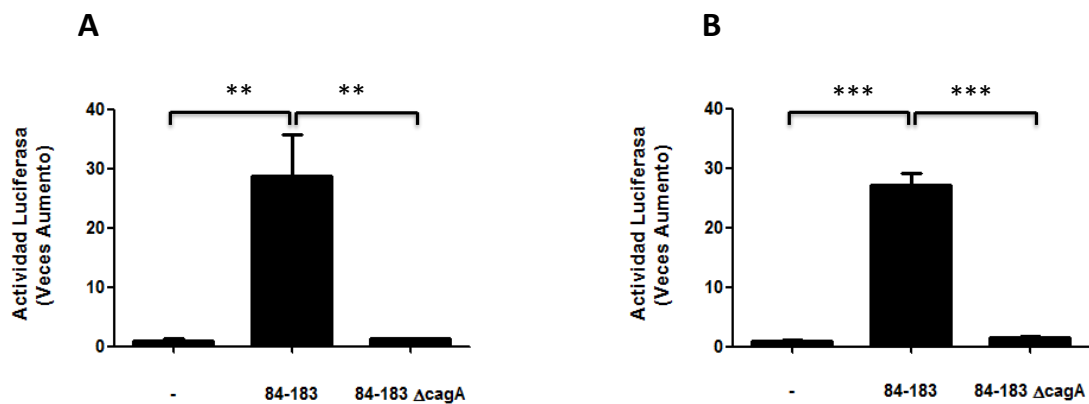 A
** **
Actividad Luciferasa
(Veces Aumento)
40
30
20
10
0
- 84-183 84-183 ΔcagA
B
*** ***
Actividad Luciferasa
(Veces Aumento)
40
30
20
10
0
- 84-183 84-183 ΔcagA